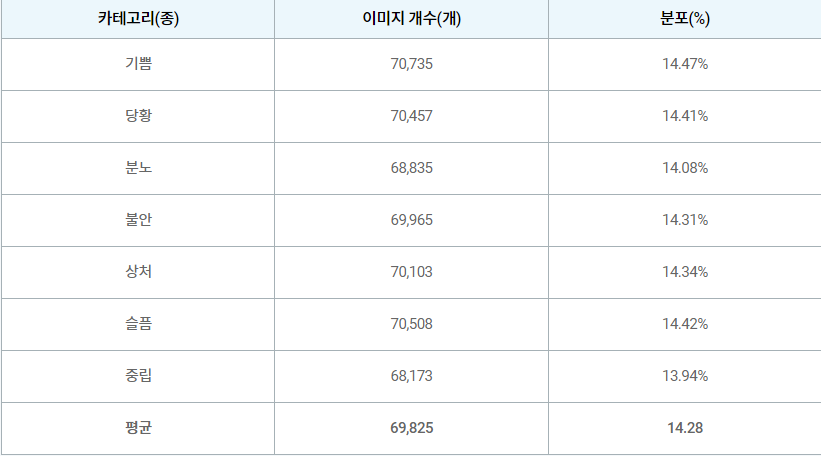 카테고리(종) 이미지 개수(개) 분포(%)
기쁨 70,735 14.47%
당황 70,457 14.41%
분노 68,835 14.08%
불안 69,965 14.31%
상처 70,103 14.34%
슬픔 70,508 14.42%
중립 68,173 13.94%
평균 69,825 14.28